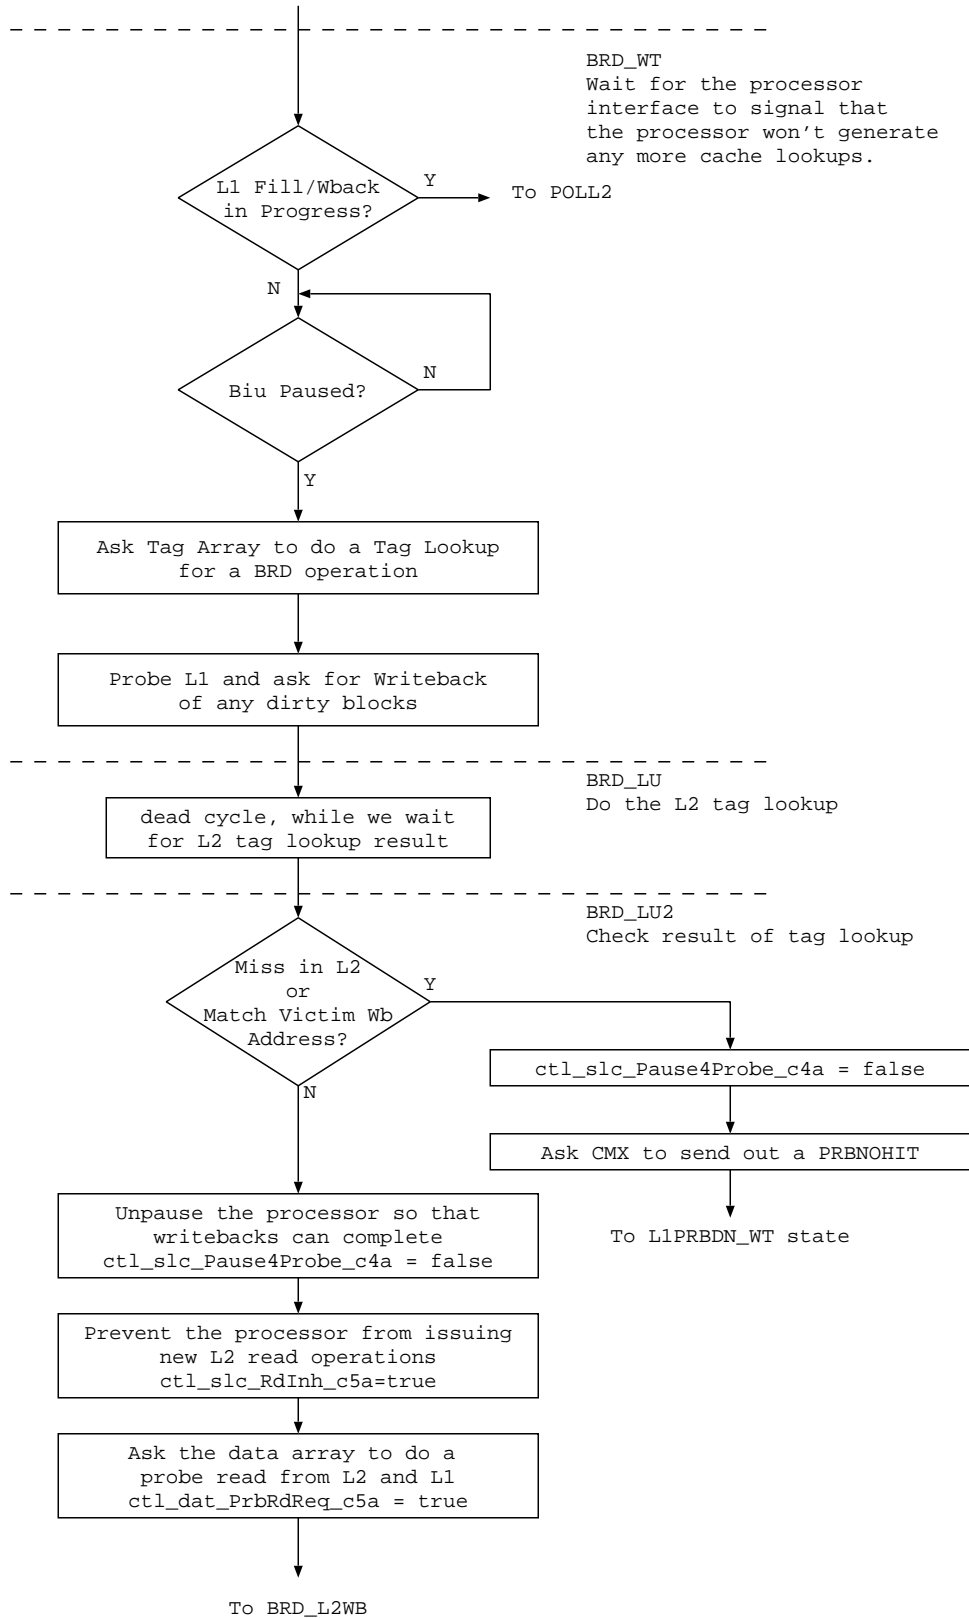 BRD_WT
Wait for the processor
interface to signal that
the processor won't generate
any more cache lookups.
L1 Fill/Wback
in Progress?
Y
To POLL2
N
Biu Paused?
N
Y
Ask Tag Array to do a Tag Lookup
for a BRD operation
Probe L1 and ask for Writeback
of any dirty blocks
BRD_LU
Do the L2 tag lookup
dead cycle, while we wait
for L2 tag lookup result
BRD_LU2
Check result of tag lookup
Miss in L2
or
Match Victim Wb
Address?
Y
N
ctl_slc_Pause4Probe_c4a = false
Ask CMX to send out a PRBNOHIT
To L1PRBDN_WT state
Unpause the processor so that
writebacks can complete
ctl_slc_Pause4Probe_c4a = false
Prevent the processor from issuing
new L2 read operations
ctl_slc_RdInh_c5a=true
Ask the data array to do a
probe read from L2 and L1
ctl_dat_PrbRdReq_c5a = true
To BRD_L2WB